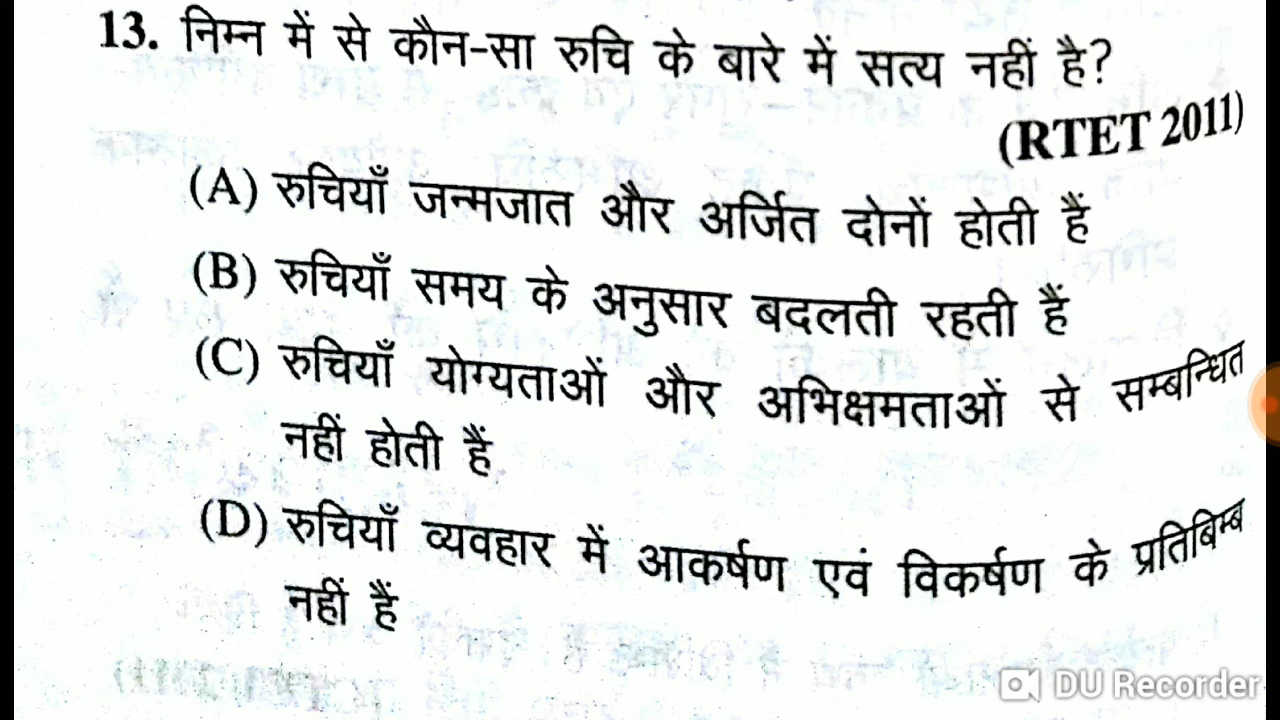 13. निम्न में से कौन-सा रुचि के बारे में सत्य नहीं है?
(RTET 2011)
(A) रुचियाँ जन्मजात और अर्जित दोनों होती हैं
(B) रुचियाँ समय के अनुसार बदलती रहती हैं
(C) रुचियाँ योग्यताओं और अभिक्षमताओं से सम्बन्धित
नहीं होती हैं
(D) रुचियाँ व्यवहार में आकर्षण एवं विकर्षण के प्रतिबिम्ब
नहीं हैं
DU Recorder